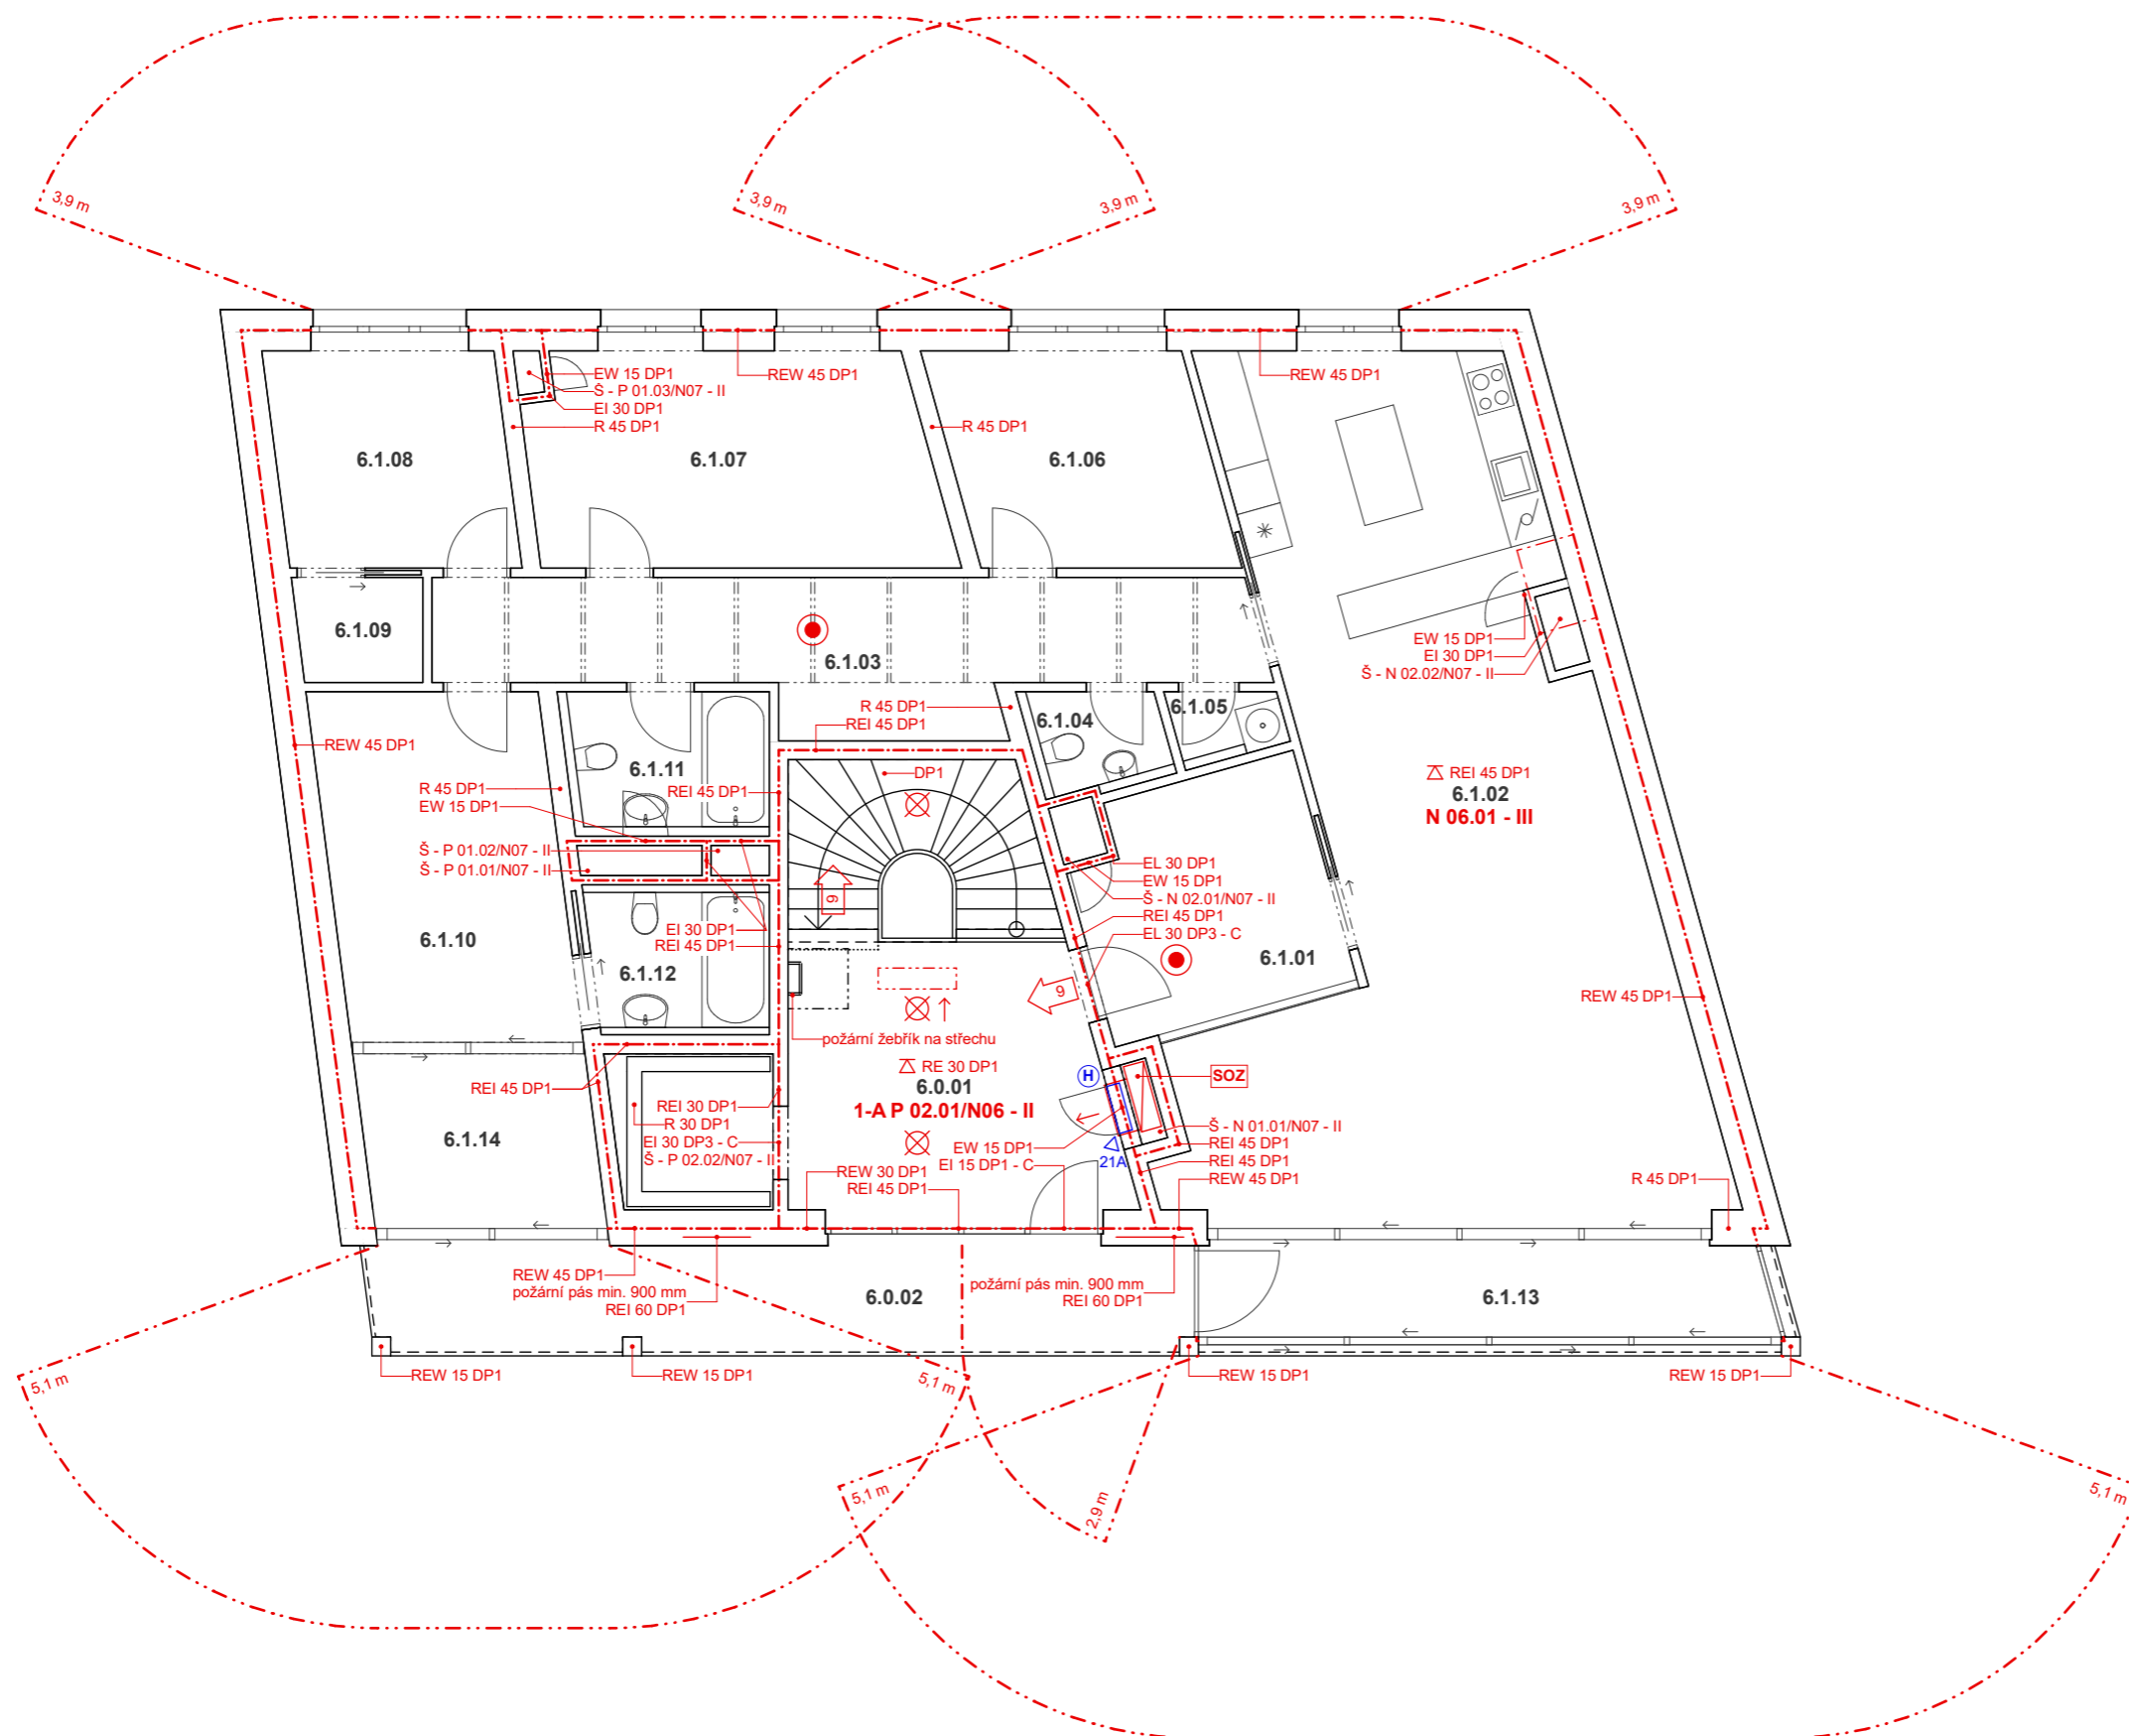 3,9 m
3,9 m
3,9 m
3,9 m
EW 15 DP1
Š - P 01.03/N07 - II
EI 30 DP1
R 45 DP1
REW 45 DP1
REW 45 DP1
R 45 DP1
6.1.08
6.1.07
6.1.06
6.1.09
6.1.03
EW 15 DP1
EI 30 DP1
Š - N 02.02/N07 - II
R 45 DP1
REI 45 DP1
6.1.04
6.1.05
REW 45 DP1
6.1.11
DP1
REI 45 DP1
R 45 DP1
EW 15 DP1
REI 45 DP1
6.1.02
N 06.01 - III
Š - P 01.02/N07 - II
Š - P 01.01/N07 - II
EL 30 DP1
EW 15 DP1
Š - N 02.01/N07 - II
REI 45 DP1
EL 30 DP3 - C
9
EI 30 DP1
REI 45 DP1
6.1.10
6.1.12
6.1.01
9
REW 45 DP1
požární žebřík na střechu
RE 30 DP1
6.0.01
1-A P 02.01/N06 - II
H
SOZ
REI 45 DP1
REI 30 DP1
R 30 DP1
EI 30 DP3 - C
Š - P 02.02/N07 - II
6.1.14
EW 15 DP1
EI 15 DP1 - C
21A
Š - N 01.01/N07 - II
REI 45 DP1
REI 45 DP1
REW 45 DP1
REW 30 DP1
REI 45 DP1
R 45 DP1
REW 45 DP1
požární pás min. 900 mm
REI 60 DP1
požární pás min. 900 mm
REI 60 DP1
6.0.02
6.1.13
REW 15 DP1
REW 15 DP1
REW 15 DP1
REW 15 DP1
5,1 m
5,1 m
5,1 m
2,9 m
5,1 m